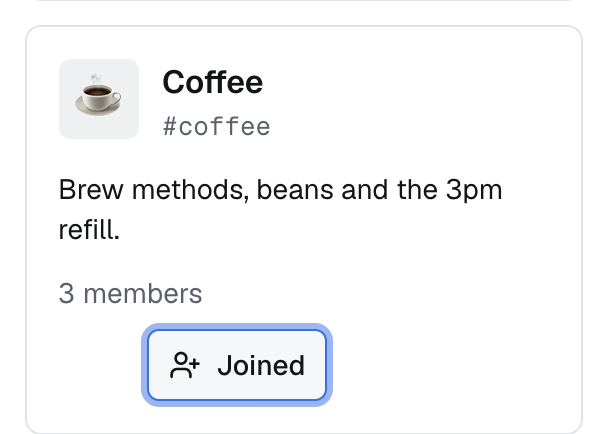 Coffee
#coffee
Brew methods, beans and the 3pm
refill.
3 members
Joined